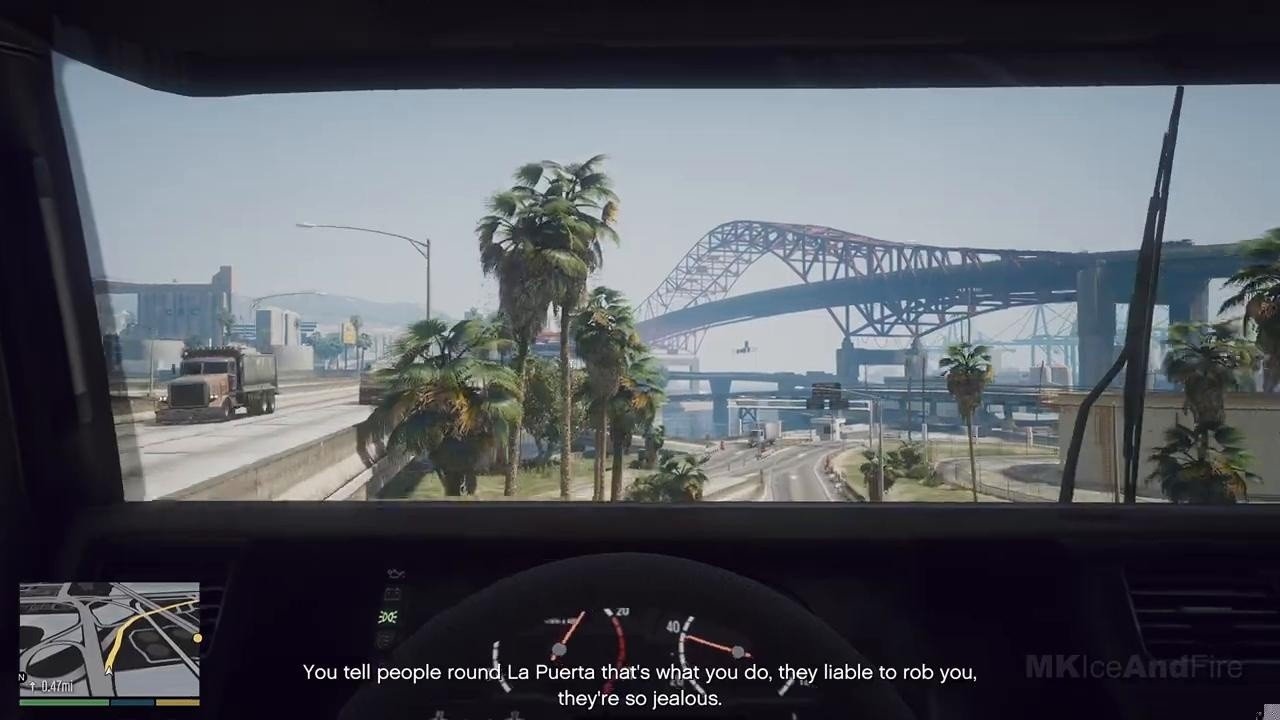 20
40
N
↑ 0.47mi
You tell people round La Puerta that's what you do, they liable to rob you,
they're so jealous.
MKIceAndFire